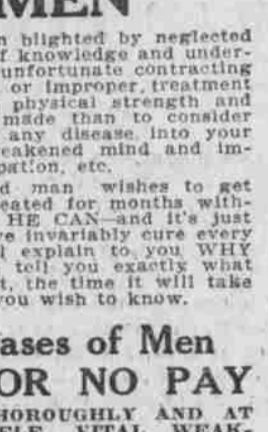 MEN
n blighted by neglected
f knowledge and under-
unfortunate contracting
or improper, treatment
physical strength and
made than to consider
any disease into your
eakened mind and im-
pation, etc.
d man wishes to get
eated for months with-
HE CAN—and it's just
e invariably cure every
l explain to you WHY
tell you exactly what
t, the time it will take
you wish to know.
ases of Men
OR NO PAY
HOROUGHLY AND AT
VITAL WEAK-